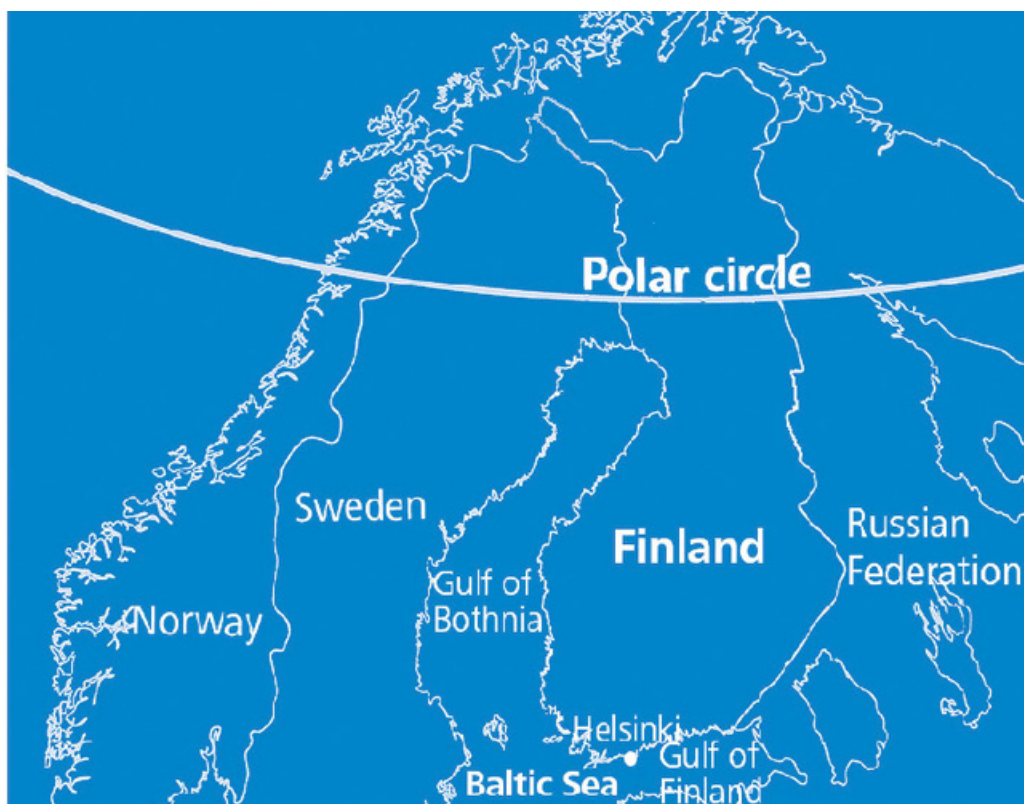 Polar circle
Sweden
Finland
Russian
Federation
Gulf of
Bothnia
Norway
Helsinki
Gulf of
Finland
Baltic Sea